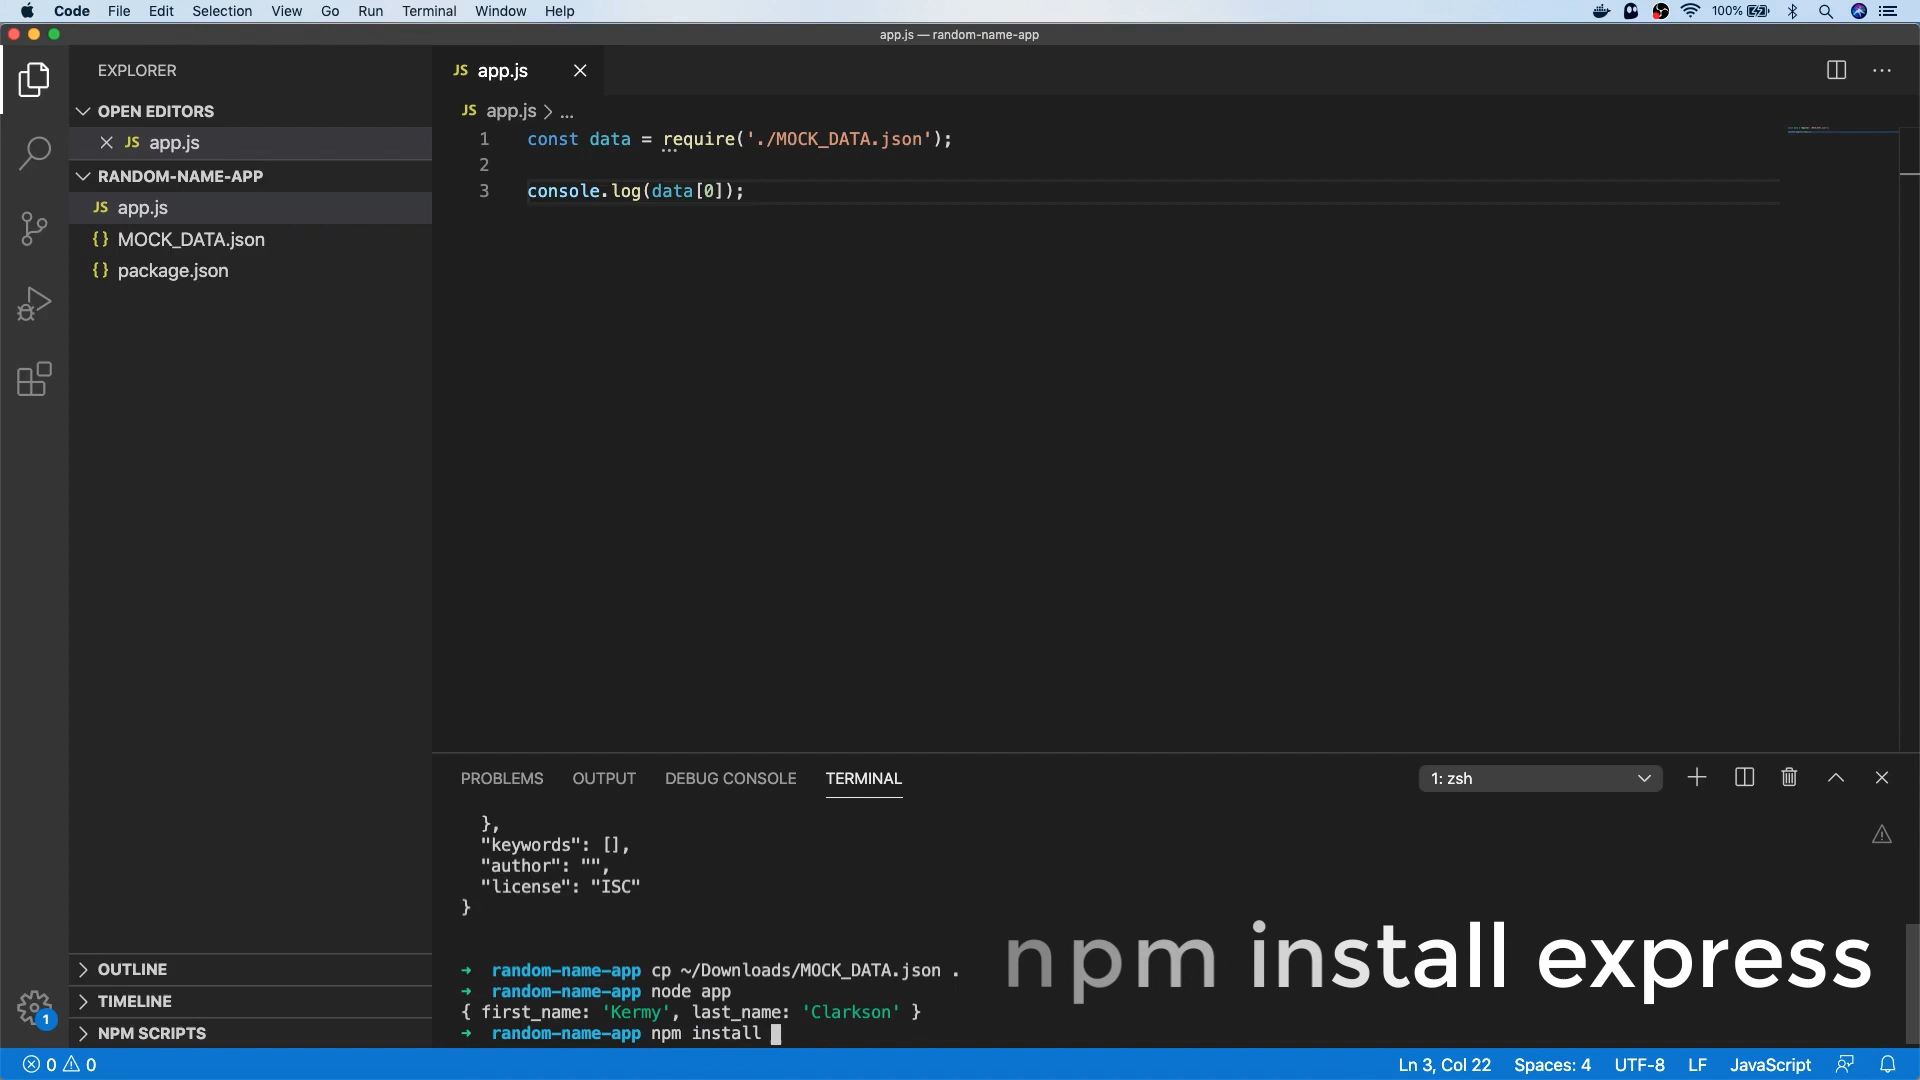 Code File Edit Selection View Go Run Terminal Window Help 100%
app.js — random-name-app
EXPLORER
OPEN EDITORS
JS app.js
RANDOM-NAME-APP
JS app.js
{} MOCK_DATA.json
{} package.json
OUTLINE
TIMELINE
NPM SCRIPTS
1
JS app.js
JS app.js > ...
1 const data = require('./MOCK_DATA.json');
2
3 console.log(data[0]);
PROBLEMS OUTPUT DEBUG CONSOLE TERMINAL 1: zsh
},
"keywords": [],
"author": "",
"license": "ISC"
}
→ random-name-app cp ~/Downloads/MOCK_DATA.json .
→ random-name-app node app
{ first_name: 'Kermy', last_name: 'Clarkson' }
→ random-name-app npm install
npm install express
0 0 Ln 3, Col 22 Spaces: 4 UTF-8 LF JavaScript